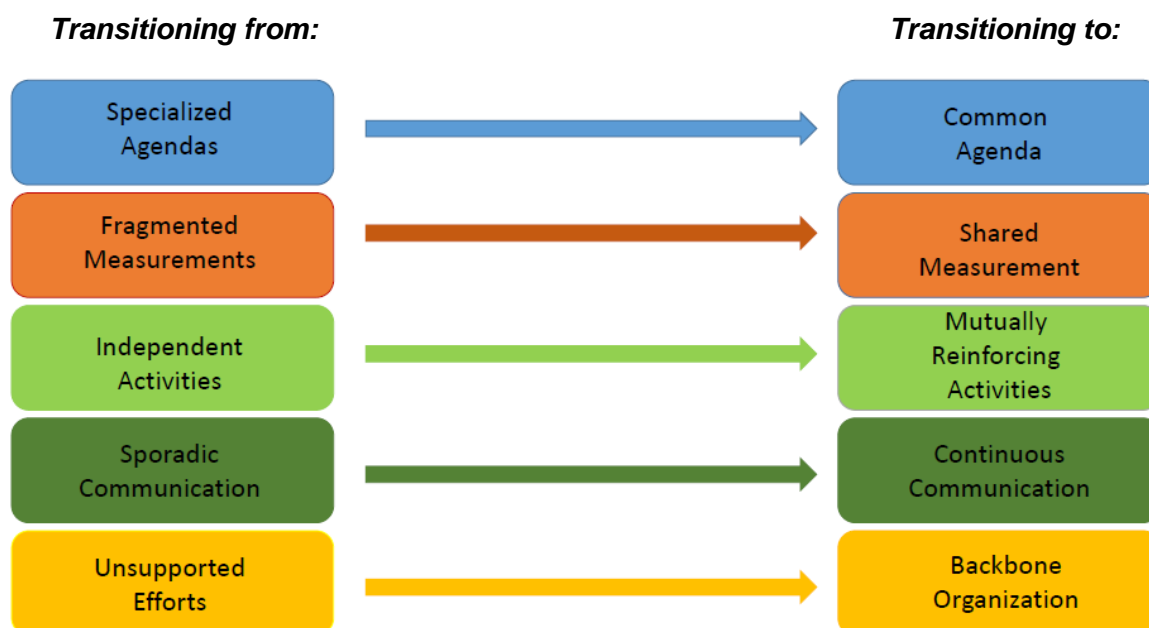 Transitioning from:
Transitioning to:
Specialized
Agendas
Common
Agenda
Fragmented
Measurements
Shared
Measurement
Independent
Activities
Mutually
Reinforcing
Activities
Sporadic
Communication
Continuous
Communication
Unsupported
Efforts
Backbone
Organization